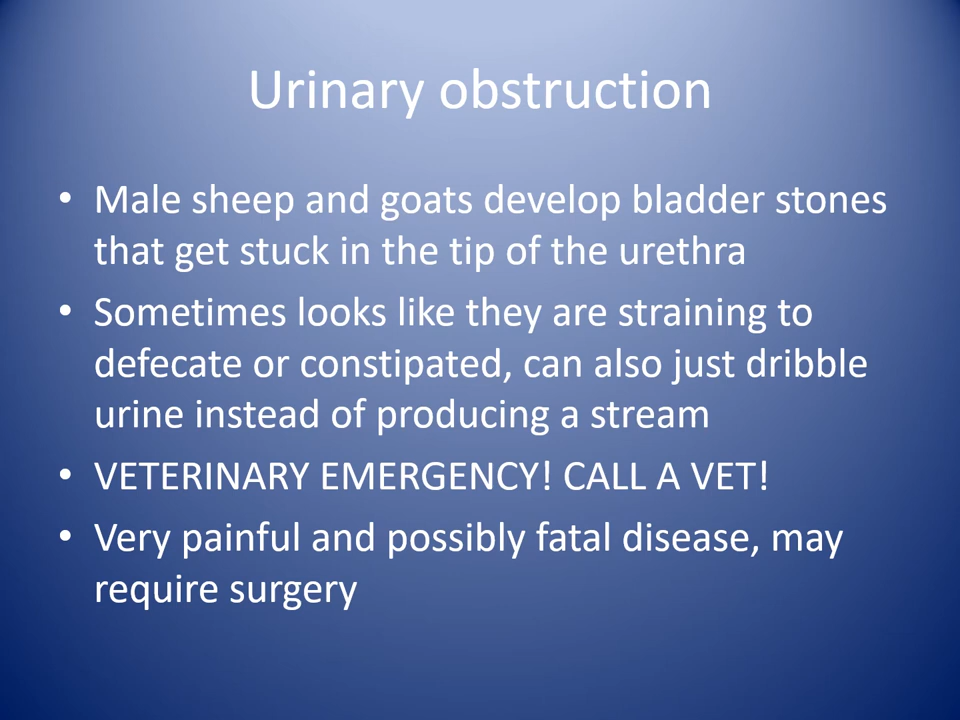 Urinary obstruction
• Male sheep and goats develop bladder stones
that get stuck in the tip of the urethra
• Sometimes looks like they are straining to
defecate or constipated, can also just dribble
urine instead of producing a stream
• VETERINARY EMERGENCY! CALL A VET!
• Very painful and possibly fatal disease, may
require surgery